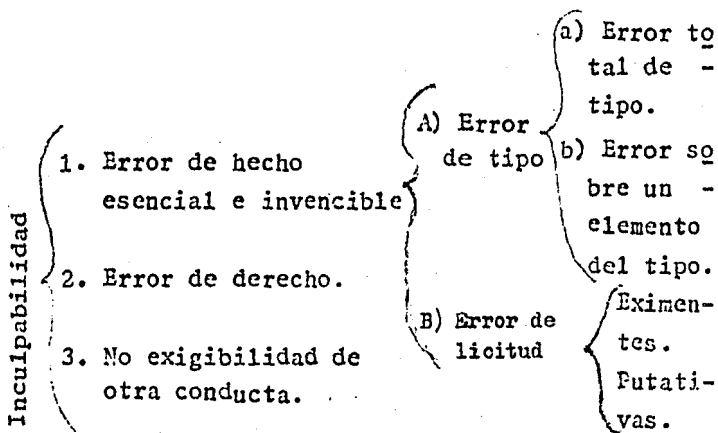 Inculpabilidad
1. Error de hecho
esencial e invencible
2. Error de derecho.
3. No exigibilidad de
otra conducta.
A) Error
de tipo
a) Error to
tal de -
tipo.
b) Error so
bre un -
elemento
del tipo.
B) Error de
licitud
Eximen-
tes.
Putati-
vas.